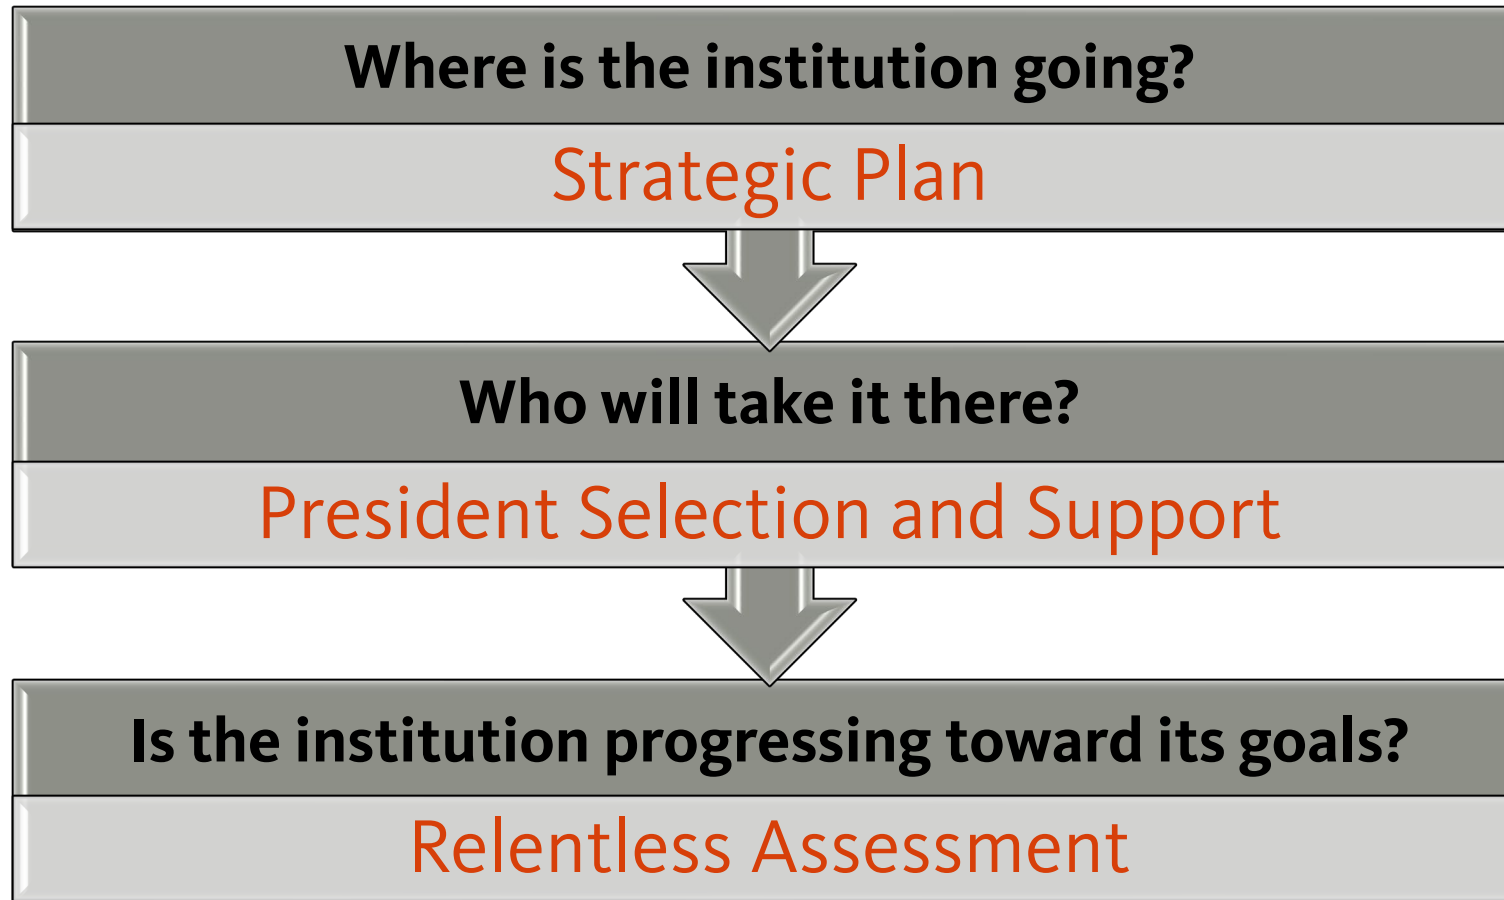 Where is the institution going?
Strategic Plan
Who will take it there?
President Selection and Support
Is the institution progressing toward its goals?
Relentless Assessment